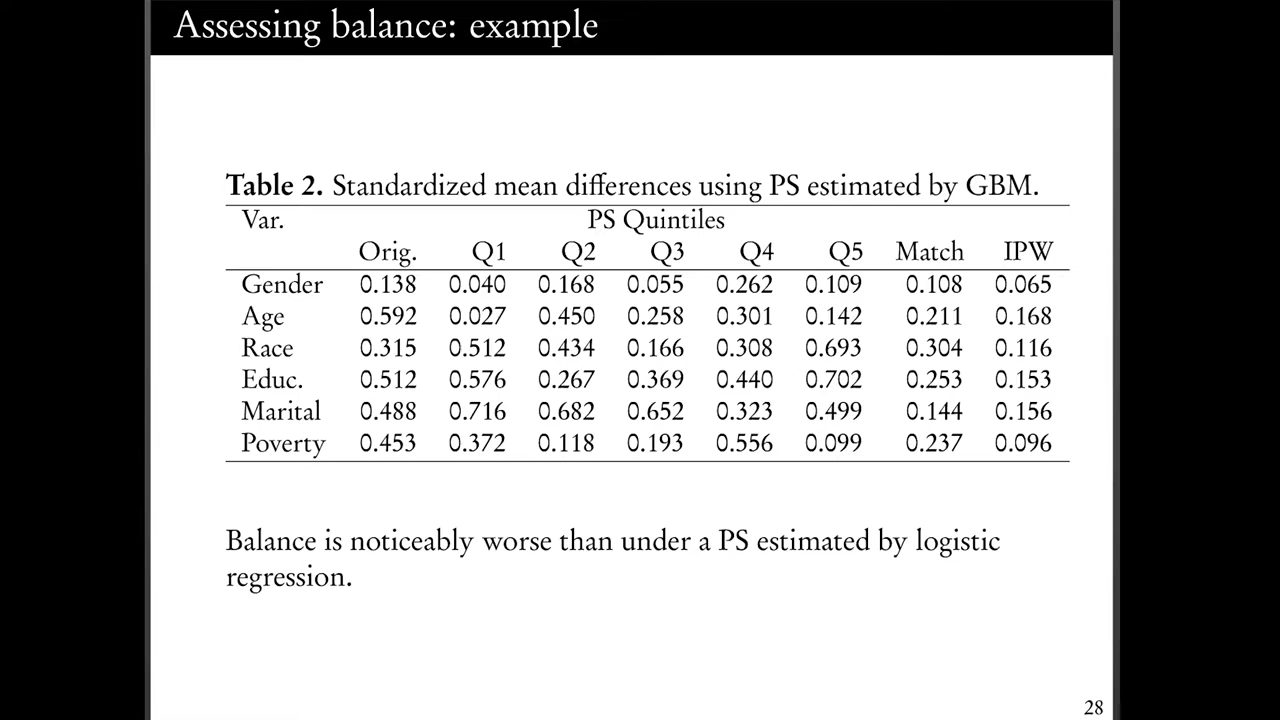 Assessing balance: example
Table 2. Standardized mean differences using PS estimated by GBM.
Var. PS Quintiles
Orig. Q1 Q2 Q3 Q4 Q5 Match IPW
Gender 0.138 0.040 0.168 0.055 0.262 0.109 0.108 0.065
Age 0.592 0.027 0.450 0.258 0.301 0.142 0.211 0.168
Race 0.315 0.512 0.434 0.166 0.308 0.693 0.304 0.116
Educ. 0.512 0.576 0.267 0.369 0.440 0.702 0.253 0.153
Marital 0.488 0.716 0.682 0.652 0.323 0.499 0.144 0.156
Poverty 0.453 0.372 0.118 0.193 0.556 0.099 0.237 0.096
Balance is noticeably worse than under a PS estimated by logistic
regression.
28